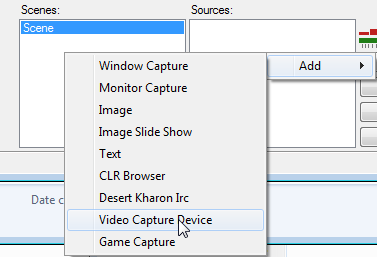 Scenes:
Sources:
Scene
Add
Window Capture
Monitor Capture
Image
Image Slide Show
Text
CLR Browser
Desert Kharon Irc
Video Capture Device
Game Capture
Date c